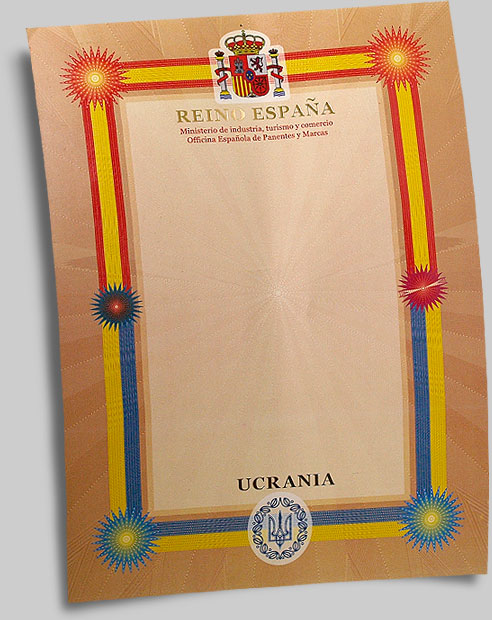 REINO ESPAÑA
Ministerio de industria, turismo y comercio
Officina Española de Panentes y Marcas
UCRANIA